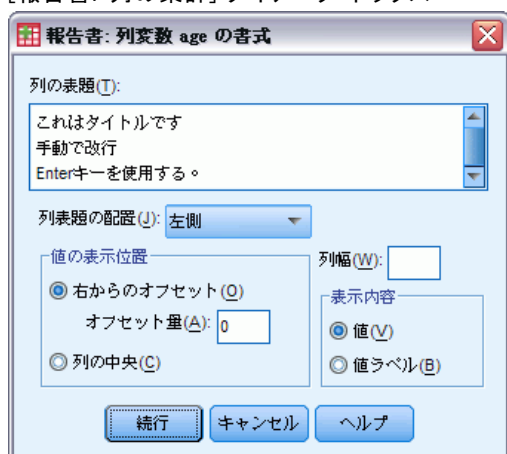 報告書: 列変数 age の書式
列の表題(T):
これはタイトルです
手動で改行
Enterキーを使用する。
列表題の配置(J): 左側
値の表示位置
列幅(W):
右からのオフセット(O)
オフセット量(A): 0
列の中央(C)
表示内容
値(V)
値ラベル(B)
続行 キャンセル ヘルプ